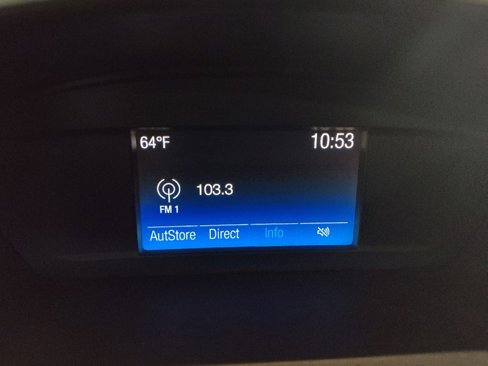 64°F 10:53
103.3
FM 1
AutStore Direct Info